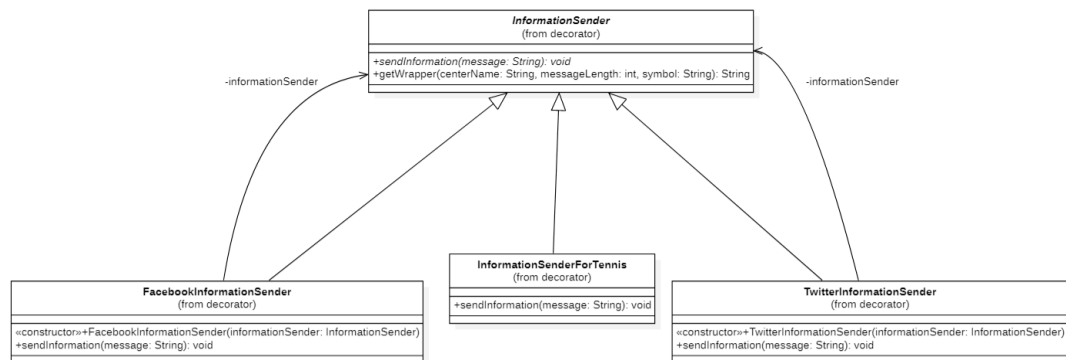 InformationSender
(from decorator)
+sendInformation(message: String): void
+getWrapper(centerName: String, messageLength: int, symbol: String): String
-informationSender
-informationSender
InformationSenderForTennis
(from decorator)
+sendInformation(message: String): void
FacebookInformationSender
(from decorator)
«constructor»+FacebookInformationSender(informationSender: InformationSender)
+sendInformation(message: String): void
TwitterInformationSender
(from decorator)
«constructor»+TwitterInformationSender(informationSender: InformationSender)
+sendInformation(message: String): void